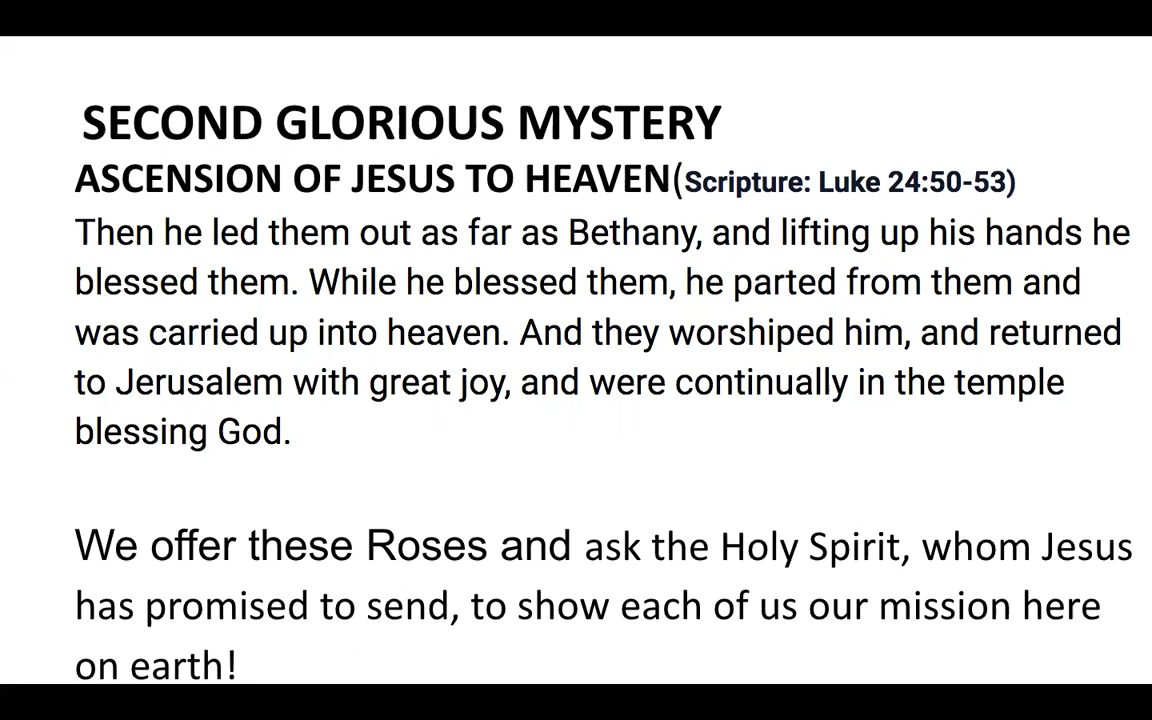 SECOND GLORIOUS MYSTERY
ASCENSION OF JESUS TO HEAVEN(Scripture: Luke 24:50-53)
Then he led them out as far as Bethany, and lifting up his hands he
blessed them. While he blessed them, he parted from them and
was carried up into heaven. And they worshiped him, and returned
to Jerusalem with great joy, and were continually in the temple
blessing God.
We offer these Roses and ask the Holy Spirit, whom Jesus
has promised to send, to show each of us our mission here
on earth!